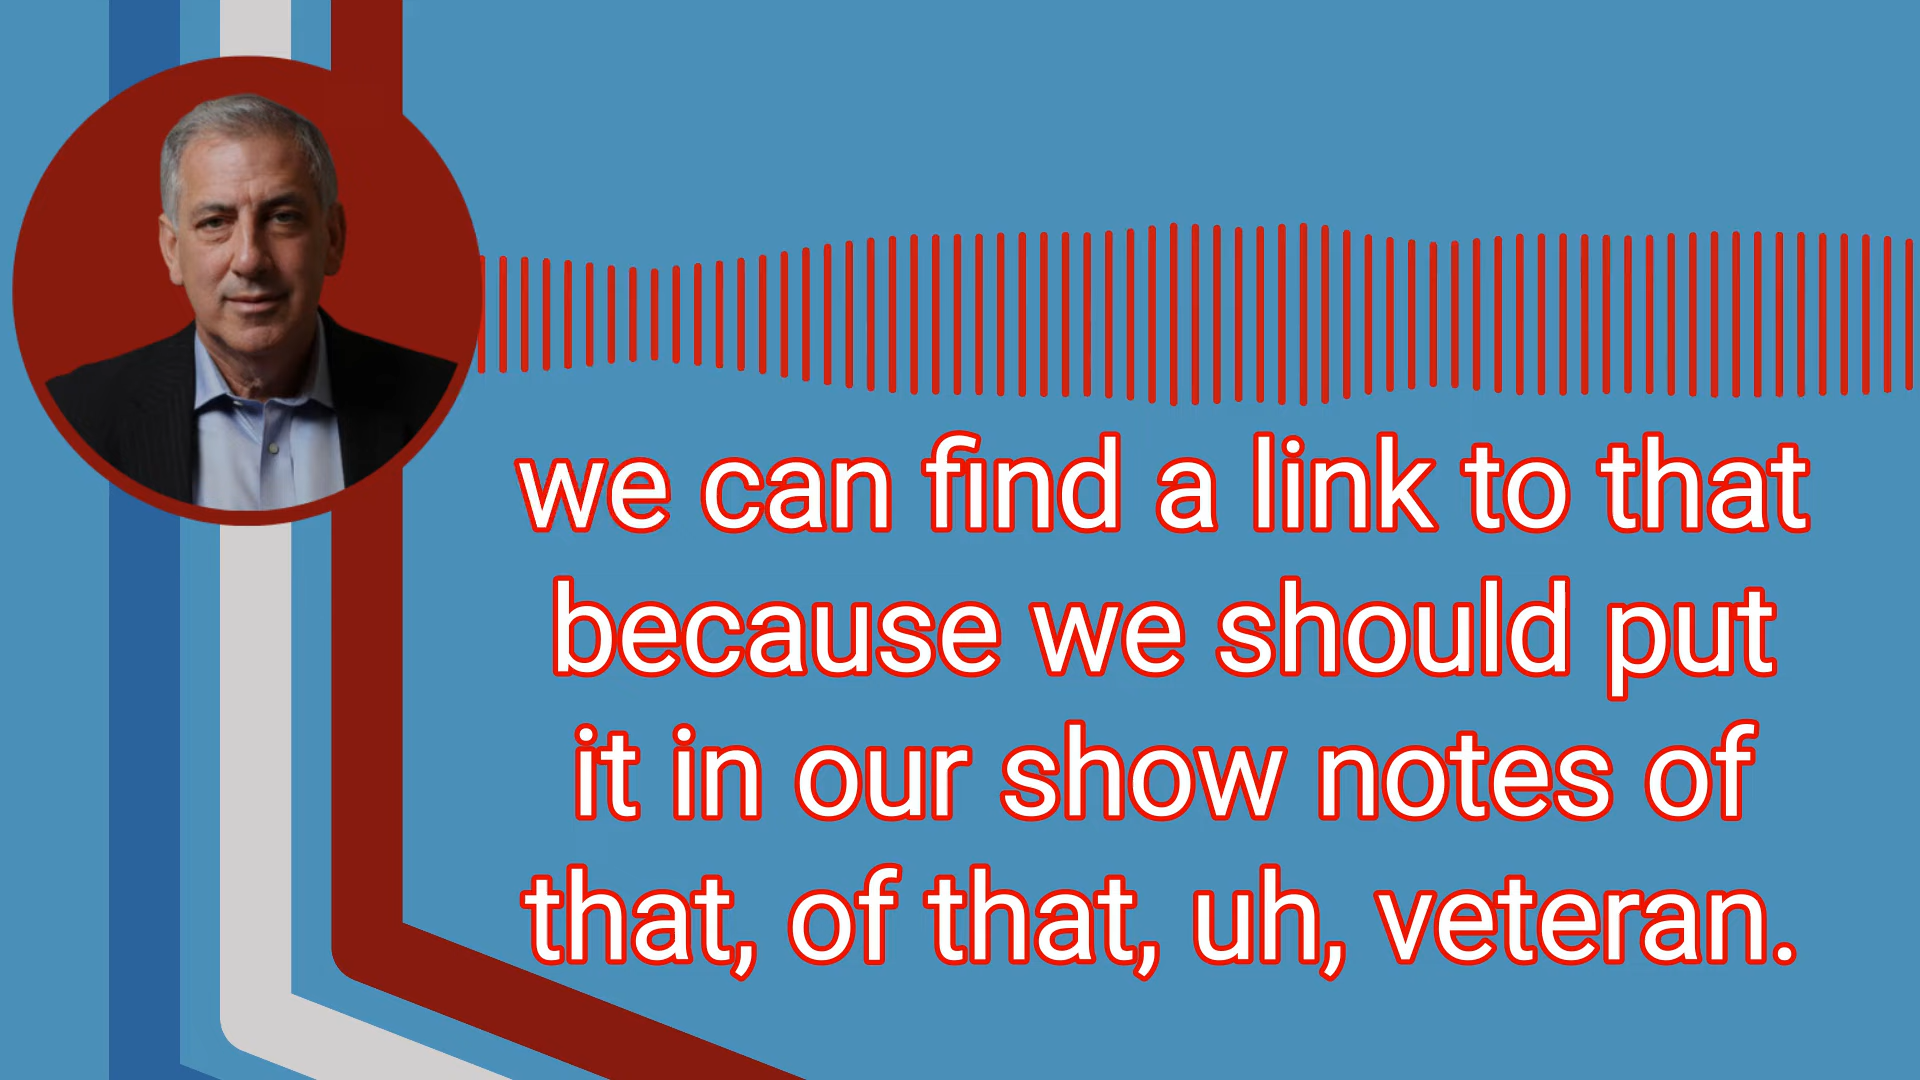 we can find a link to that
because we should put
it in our show notes of
that, of that, uh, veteran.